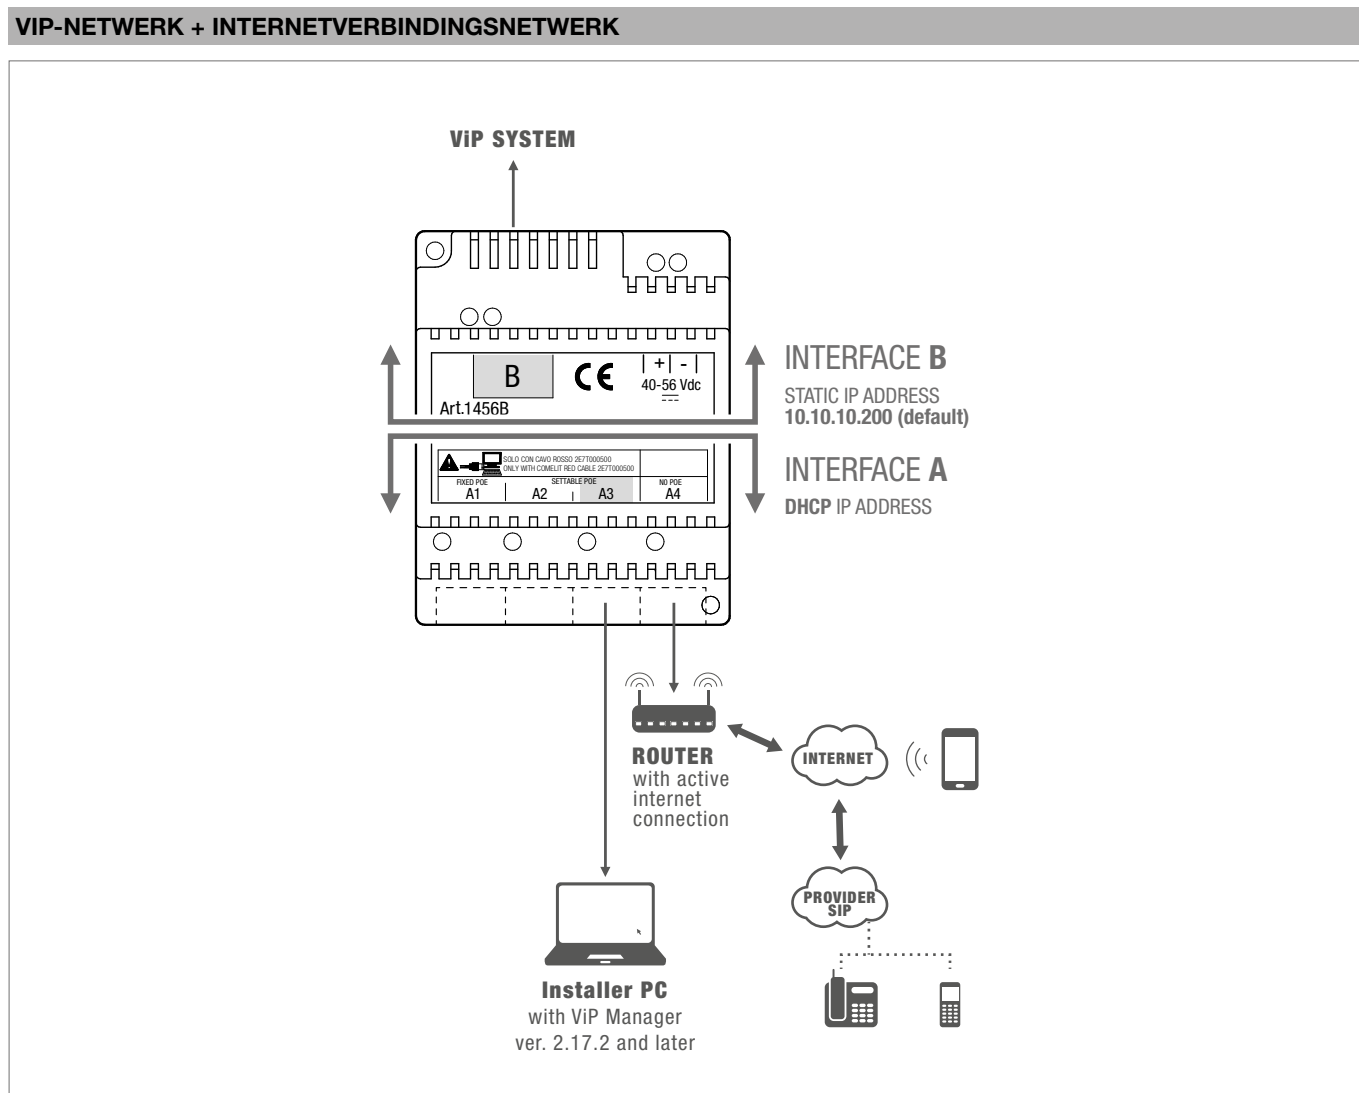 VIP-NETWERK + INTERNETVERBINDINGSNETWERK
ViP SYSTEM
B
CE
+ -
40-56 Vdc
Art.1456B
INTERFACE B
STATIC IP ADDRESS
10.10.10.200 (default)
SOLO CON CAVO ROSSO 2E7T000500
ONLY WITH COMELIT RED CABLE 2E7T000500
FIXED POE
SETTABLE POE
NO POE
A1
A2
A3
A4
INTERFACE A
DHCP IP ADDRESS
ROUTER
with active
internet
connection
INTERNET
PROVIDER
SIP
Installer PC
with ViP Manager
ver. 2.17.2 and later